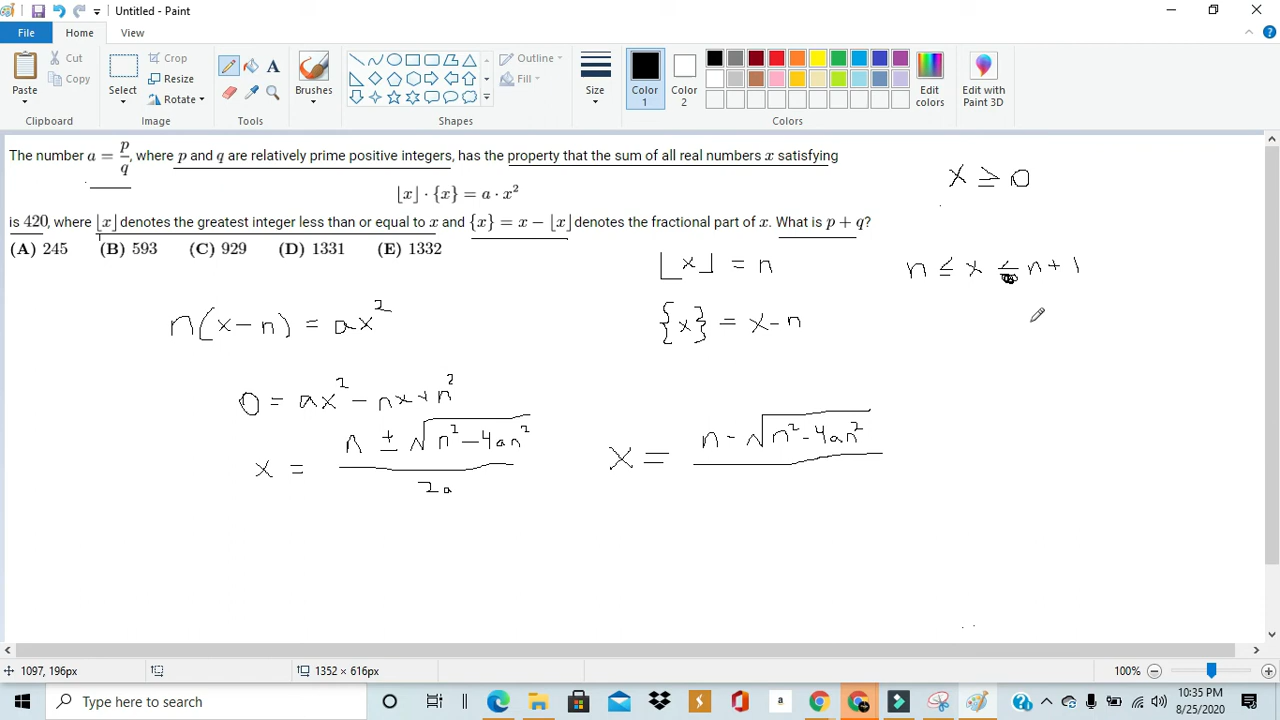 Untitled - Paint
File Home View
Paste
Cut
Copy
Clipboard
Select
Crop
Resize
Rotate
Image
A
Tools
Brushes
Outline
Fill
Shapes
Size
Color 1
Color 2
Edit colors
Colors
Edit with Paint 3D
The number a = p/q, where p and q are relatively prime positive integers, has the property that the sum of all real numbers x satisfying
⌊x⌋ · {x} = a · x²
is 420, where ⌊x⌋ denotes the greatest integer less than or equal to x and {x} = x − ⌊x⌋ denotes the fractional part of x. What is p + q?
(A) 245 (B) 593 (C) 929 (D) 1331 (E) 1332
x ≥ 0
⌊x⌋ = n
n ≤ x ≤ n + 1
n(x − n) = ax²
{x} = x − n
0 = ax² − nx + n²
x = (n ± √(n² − 4an²)) / 2a
x = n - √(n² - 4an²)
1097, 196px
1352 × 616px
100%
Type here to search
a
10:35 PM
8/25/2020